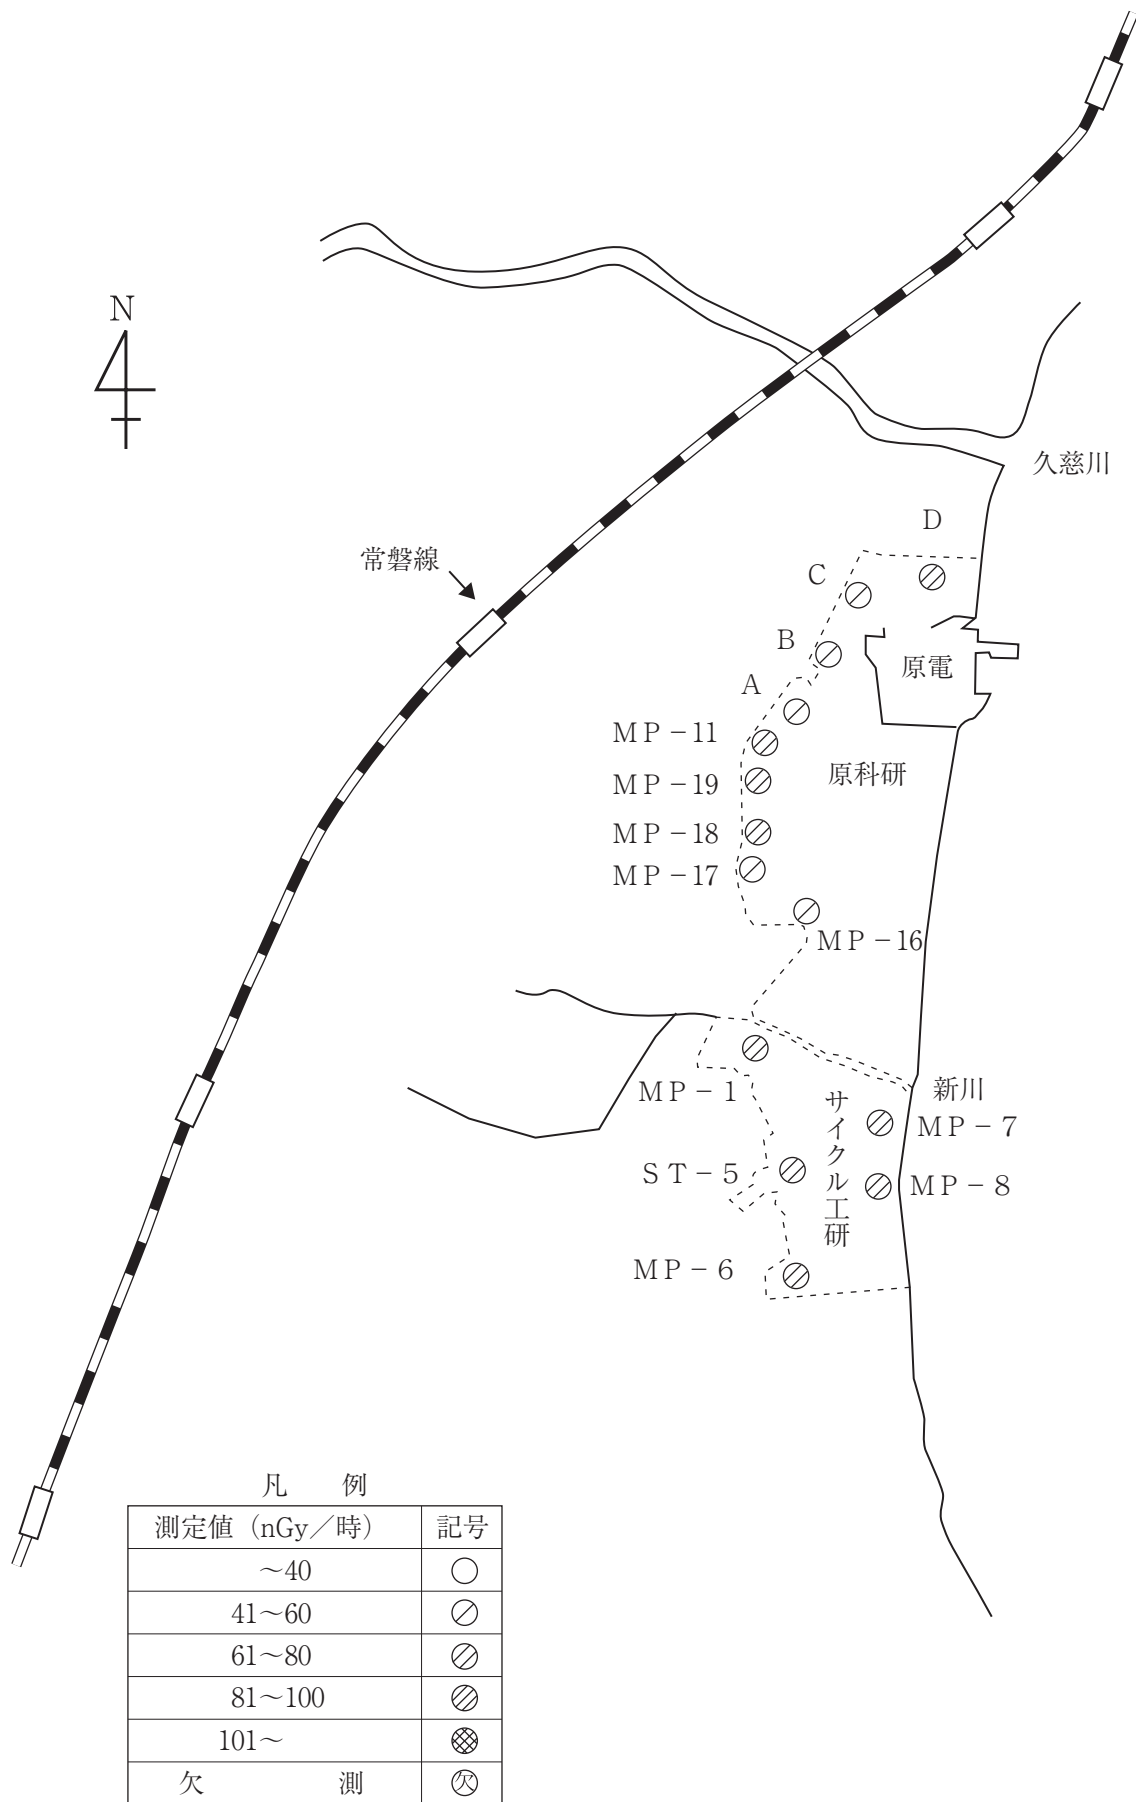 N
久慈川
D
常磐線
C
B
原電
A
MP-11
原科研
MP-19
MP-18
MP-17
MP-16
新川
MP-1
サイクル工研
MP-7
ST-5
MP-8
MP-6
凡 例
測定値 (nGy/時) 記号
~40
41~60
61~80
81~100
101~
欠 測 欠